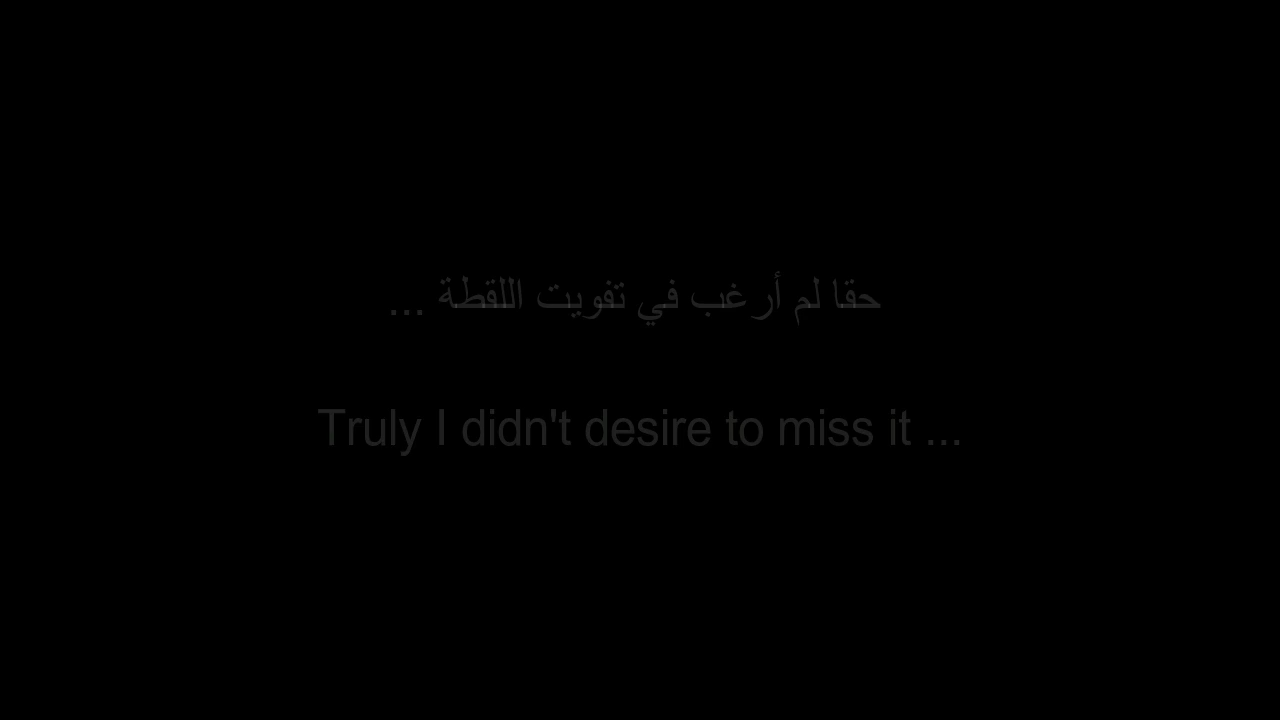 حقا لم أرغب في تفويت اللقطة ...
Truly I didn't desire to miss it ...